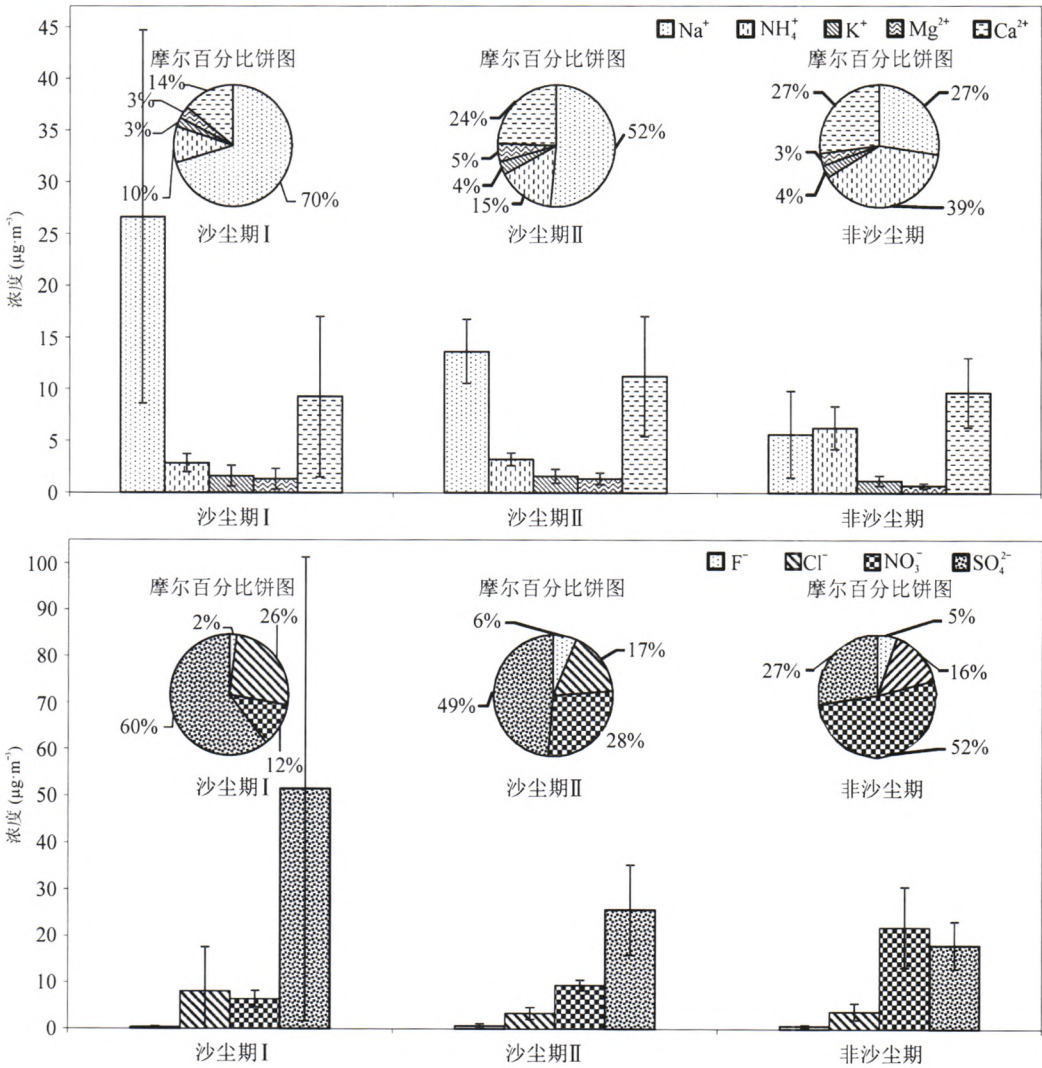 45
40
35
30
25
20
15
10
5
0
浓度 (μg·m⁻³)
Na⁺ NH₄⁺ K⁺ Mg²⁺ Ca²⁺
摩尔百分比饼图 摩尔百分比饼图 摩尔百分比饼图
14% 3% 3% 10% 70%
24% 5% 4% 15% 52%
27% 3% 4% 39% 27%
沙尘期Ⅰ 沙尘期Ⅱ 非沙尘期
沙尘期Ⅰ 沙尘期Ⅱ 非沙尘期
100
90
80
70
60
50
40
30
20
10
0
浓度 (μg·m⁻³)
F⁻ Cl⁻ NO₃⁻ SO₄²⁻
摩尔百分比饼图 摩尔百分比饼图 摩尔百分比饼图
2% 26% 60% 12%
6% 17% 49% 28%
5% 16% 27% 52%
沙尘期Ⅰ 沙尘期Ⅱ 非沙尘期
沙尘期Ⅰ 沙尘期Ⅱ 非沙尘期